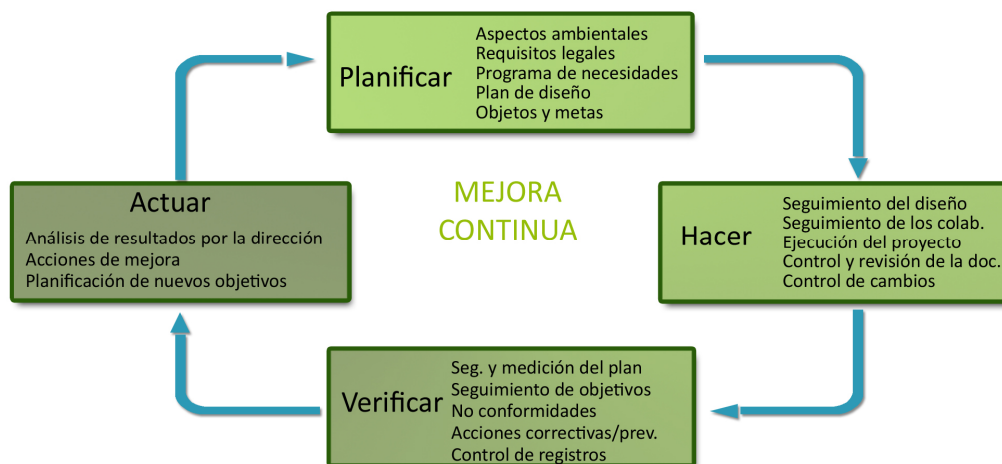 Planificar
Aspectos ambientales
Requisitos legales
Programa de necesidades
Plan de diseño
Objetos y metas
MEJORA
CONTINUA
Hacer
Seguimiento del diseño
Seguimiento de los colab.
Ejecución del proyecto
Control y revisión de la doc.
Control de cambios
Verificar
Seg. y medición del plan
Seguimiento de objetivos
No conformidades
Acciones correctivas/prev.
Control de registros
Actuar
Análisis de resultados por la dirección
Acciones de mejora
Planificación de nuevos objetivos